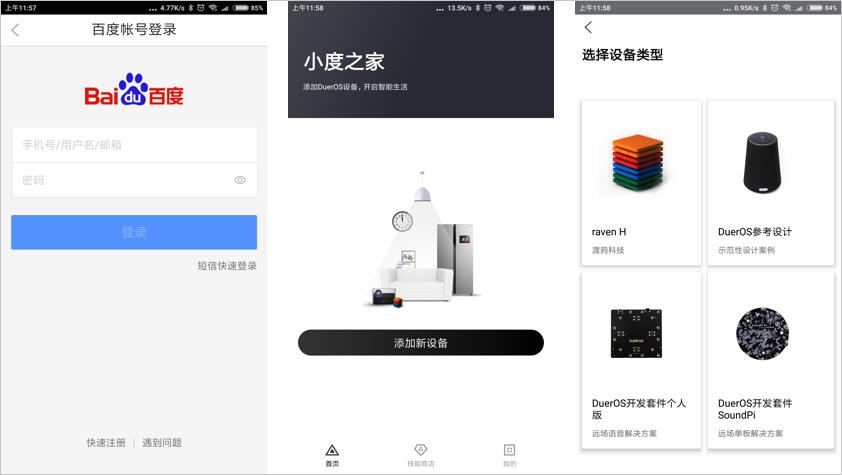 上午11:57
... 4.77K/s
85%
百度帐号登录
Bai du 百度
手机号/用户名/邮箱
密码
登录
短信快速登录
快速注册 | 遇到问题
上午11:58
... 13.5K/s
84%
小度之家
添加DuerOS设备，开启智能生活
添加新设备
首页
技能商店
我的
上午11:58
... 0.95K/s
84%
选择设备类型
raven H
渡鸦科技
DuerOS参考设计
示范性设计案例
DuerOS
DuerOS开发套件个人
版
远场语音解决方案
DuerOS开发套件
SoundPi
远场单板解决方案